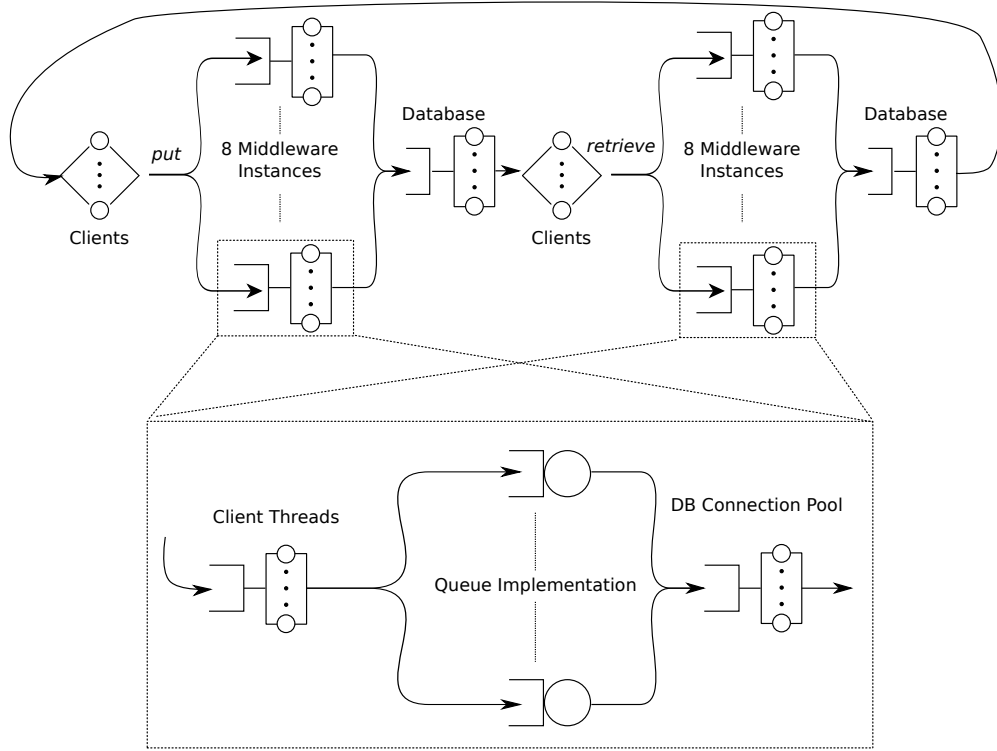 Database
Database
put
8 Middleware
Instances
retrieve
8 Middleware
Instances
Clients
Clients
DB Connection Pool
Client Threads
Queue Implementation